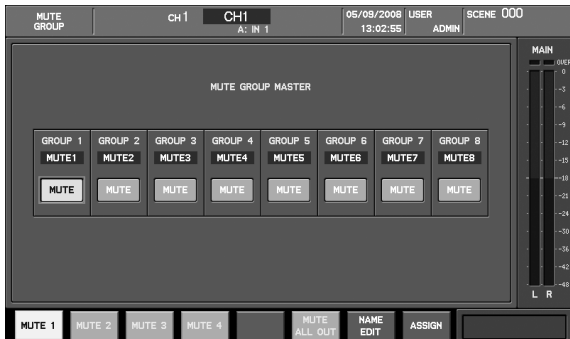 MUTE GROUP
CH 1
CH1
A: IN 1
05/09/2008
13:02:55
USER
ADMIN
SCENE 000
MAIN
OVER
0
-3
-6
-9
-12
-15
-18
-21
-24
-30
-36
-42
-48
L R
MUTE GROUP MASTER
GROUP 1 GROUP 2 GROUP 3 GROUP 4 GROUP 5 GROUP 6 GROUP 7 GROUP 8
MUTE1 MUTE2 MUTE3 MUTE4 MUTE5 MUTE6 MUTE7 MUTE8
MUTE MUTE MUTE MUTE MUTE MUTE MUTE MUTE
MUTE 1 MUTE 2 MUTE 3 MUTE 4 MUTE ALL OUT NAME EDIT ASSIGN